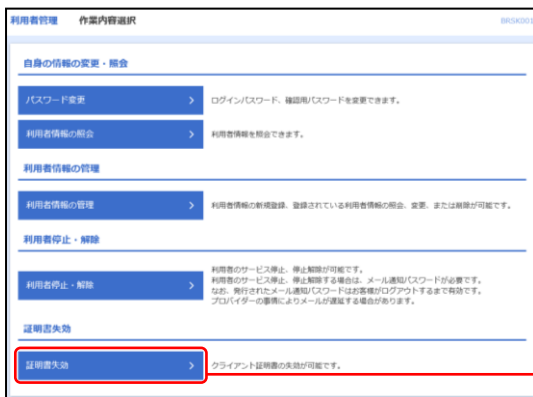 利用者管理 作業内容選択 BRSK001
自身の情報の変更・照会
パスワード変更 ログインパスワード、確認用パスワードを変更できます。
利用者情報の照会 利用者情報を照会できます。
利用者情報の管理
利用者情報の管理 利用者情報の新規登録、登録されている利用者情報の照会、変更、または削除が可能です。
利用者停止・解除
利用者のサービス停止、停止解除が可能です。
利用者停止・解除 利用者のサービス停止、停止解除する場合は、メール通知パスワードが必要です。
なお、発行されたメール通知パスワードはお客様がログアウトするまで有効です。
プロバイダーの事情によりメールが遅延する場合があります。
証明書失効
証明書失効 クライアント証明書の失効が可能です。